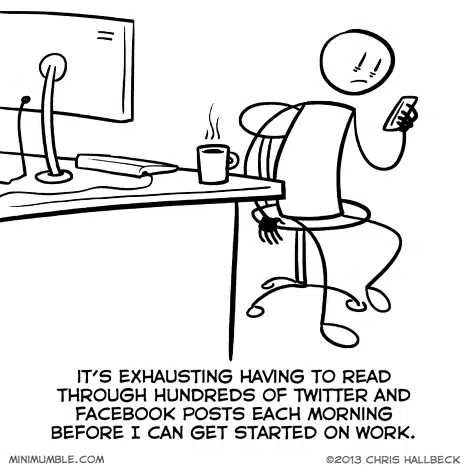 IT'S EXHAUSTING HAVING TO READ
THROUGH HUNDREDS OF TWITTER AND
FACEBOOK POSTS EACH MORNING
BEFORE I CAN GET STARTED ON WORK.
MINIMUMBLE.COM
©2013 CHRIS HALLBECK